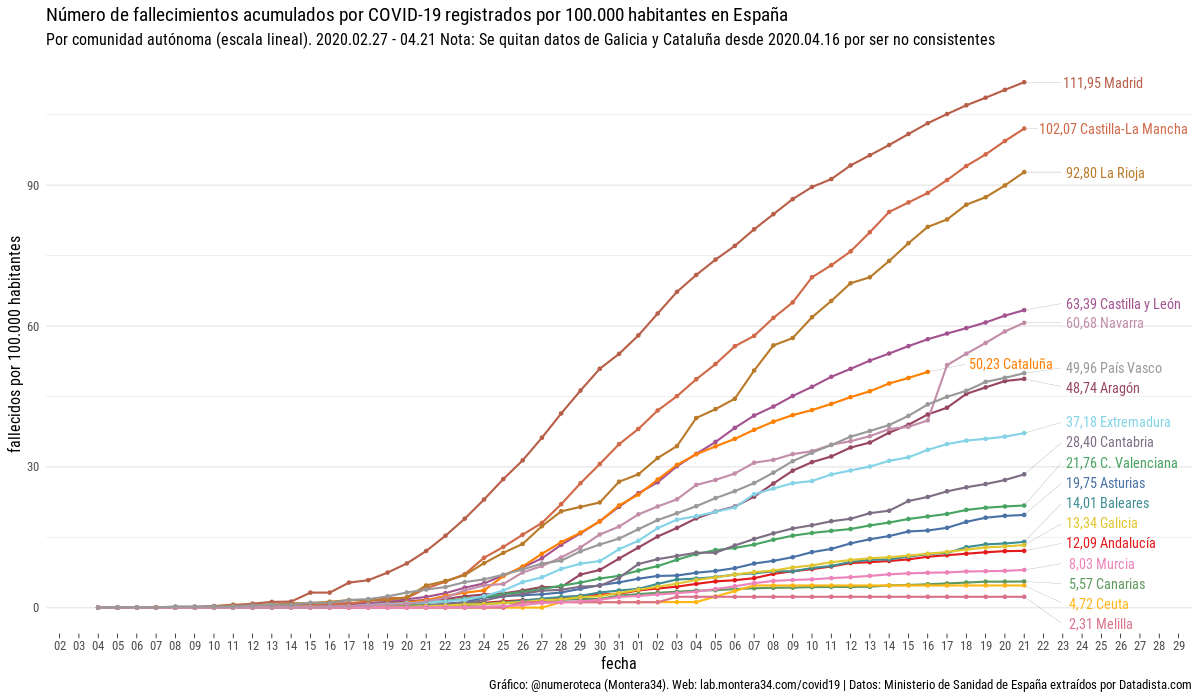 Número de fallecimientos acumulados por COVID-19 registrados por 100.000 habitantes en España
Por comunidad autónoma (escala lineal). 2020.02.27 - 04.21 Nota: Se quitan datos de Galicia y Cataluña desde 2020.04.16 por ser no consistentes
fallecidos por 100.000 habitantes
90
60
30
0
111,95 Madrid
102,07 Castilla-La Mancha
92,80 La Rioja
63,39 Castilla y León
60,68 Navarra
50,23 Cataluña
49,96 País Vasco
48,74 Aragón
37,18 Extremadura
28,40 Cantabria
21,76 C. Valenciana
19,75 Asturias
14,01 Baleares
13,34 Galicia
12,09 Andalucía
8,03 Murcia
5,57 Canarias
4,72 Ceuta
2,31 Melilla
02 03 04 05 06 07 08 09 10 11 12 13 14 15 16 17 18 19 20 21 22 23 24 25 26 27 28 29 30 31 01 02 03 04 05 06 07 08 09 10 11 12 13 14 15 16 17 18 19 20 21 22 23 24 25 26 27 28 29
fecha
Gráfico: @numeroteca (Montera34). Web: lab.montera34.com/covid19 | Datos: Ministerio de Sanidad de España extraídos por Datadista.com